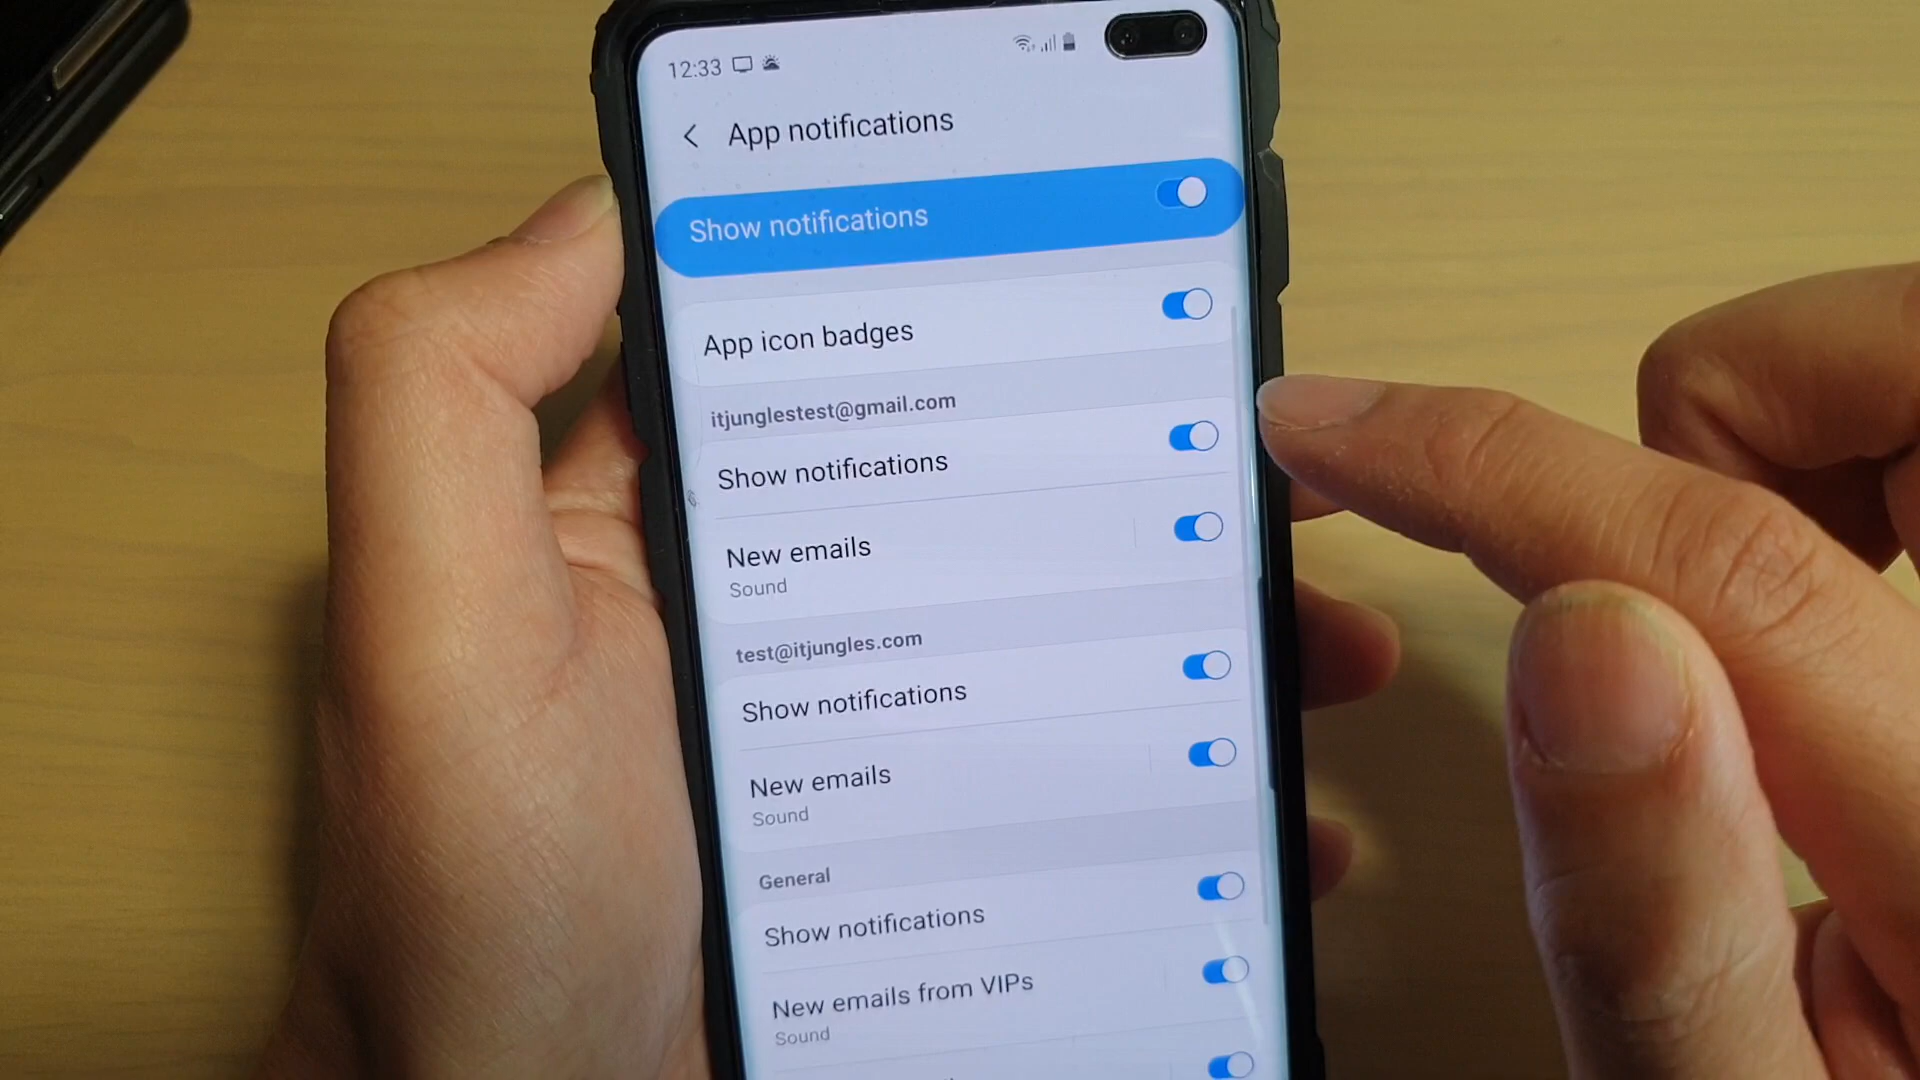 12:33
App notifications
Show notifications
App icon badges
itjunglestest@gmail.com
Show notifications
New emails
Sound
test@itjungles.com
Show notifications
New emails
Sound
General
Show notifications
New emails from VIPs
Sound